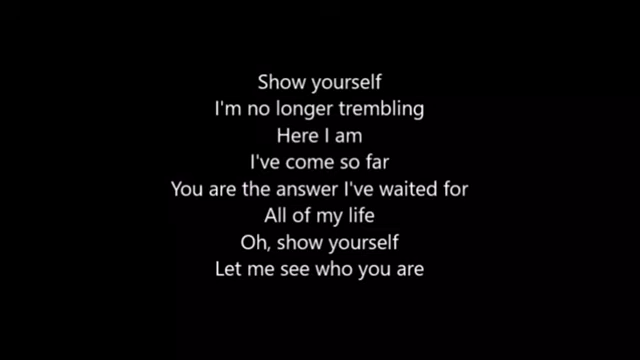 Show yourself
I'm no longer trembling
Here I am
I've come so far
You are the answer I've waited for
All of my life
Oh, show yourself
Let me see who you are